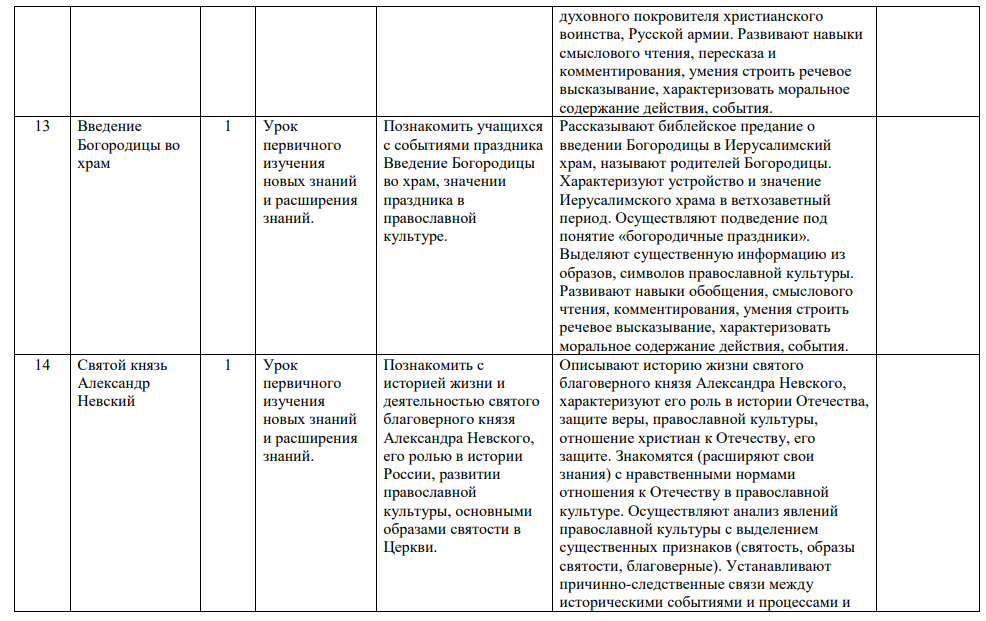 духовного покровителя христианского
воинства, Русской армии. Развивают навыки
смыслового чтения, пересказа и
комментирования, умения строить речевое
высказывание, характеризовать моральное
содержание действия, события.
13
Введение
Богородицы во
храм
1
Урок
первичного
изучения
новых знаний
и расширения
знаний.
Познакомить учащихся
с событиями праздника
Введение Богородицы
во храм, значении
праздника в
православной
культуре.
Рассказывают библейское предание о
введении Богородицы в Иерусалимский
храм, называют родителей Богородицы.
Характеризуют устройство и значение
Иерусалимского храма в ветхозаветный
период. Осуществляют подведение под
понятие «богородичные праздники».
Выделяют существенную информацию из
образов, символов православной культуры.
Развивают навыки обобщения, смыслового
чтения, комментирования, умения строить
речевое высказывание, характеризовать
моральное содержание действия, события.
14
Святой князь
Александр
Невский
1
Урок
первичного
изучения
новых знаний
и расширения
знаний.
Познакомить с
историей жизни и
деятельностью святого
благоверного князя
Александра Невского,
его ролью в истории
России, развитии
православной
культуры, основными
образами святости в
Церкви.
Описывают историю жизни святого
благоверного князя Александра Невского,
характеризуют его роль в истории Отечества,
защите веры, православной культуры,
отношение христиан к Отечеству, его
защите. Знакомятся (расширяют свои
знания) с нравственными нормами
отношения к Отечеству в православной
культуре. Осуществляют анализ явлений
православной культуры с выделением
существенных признаков (святость, образы
святости, благоверные). Устанавливают
причинно-следственные связи между
историческими событиями и процессами и